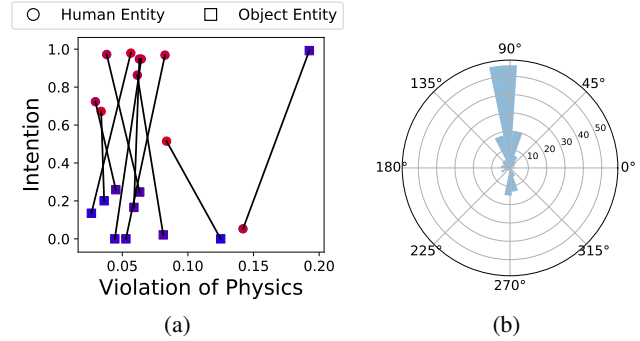 Human Entity Object Entity
1.0
0.8
0.6
0.4
0.2
0.0
Intention
0.05 0.10 0.15 0.20
Violation of Physics
(a)
90°
135° 45°
180° 0°
10 20 30 40 50
225° 315°
270°
(b)